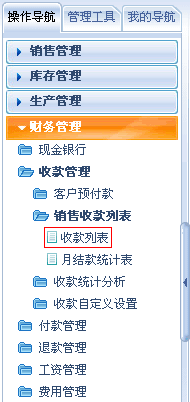 操作导航 管理工具 我的导航
销售管理
库存管理
生产管理
财务管理
现金银行
收款管理
客户预付款
销售收款列表
收款列表
月结款统计表
收款统计分析
收款自定义设置
付款管理
退款管理
工资管理
费用管理